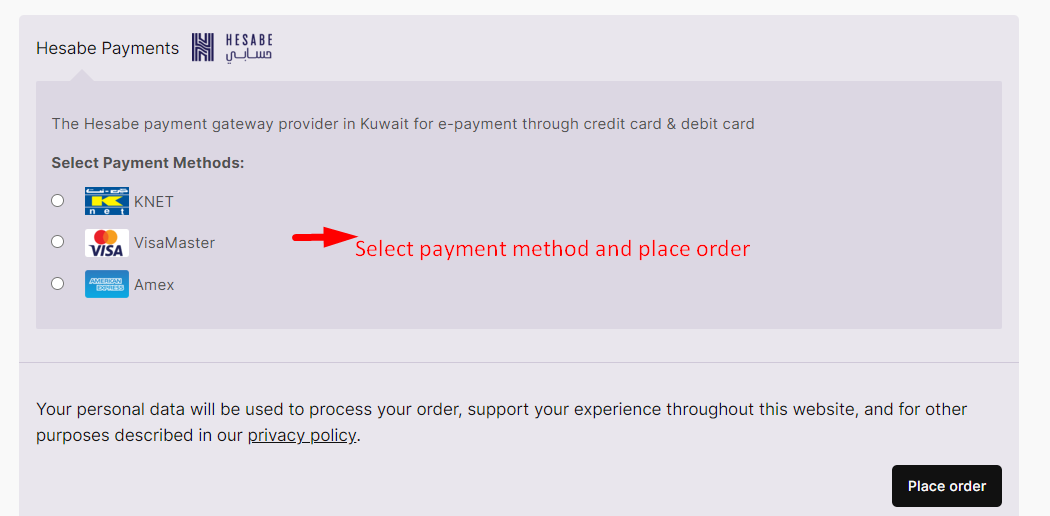 Hesabe Payments HESABE
حسابي
The Hesabe payment gateway provider in Kuwait for e-payment through credit card & debit card
Select Payment Methods:
كي-نت
K
net KNET
VISA VisaMaster
Select payment method and place order
AMERICAN
EXPRESS Amex
Your personal data will be used to process your order, support your experience throughout this website, and for other
purposes described in our privacy policy.
Place order